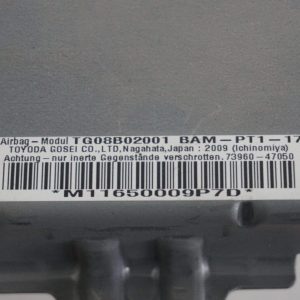 Airbag-Modul TG08B02001 BAM-PT1-17
TOYODA GOSEI CO.,LTD,Nagahata,Japan : 2009 (Ichinomiya)
Achtung - nur inerte Gegenstände verschrotten. 73960-47050
*M11650009P7D*